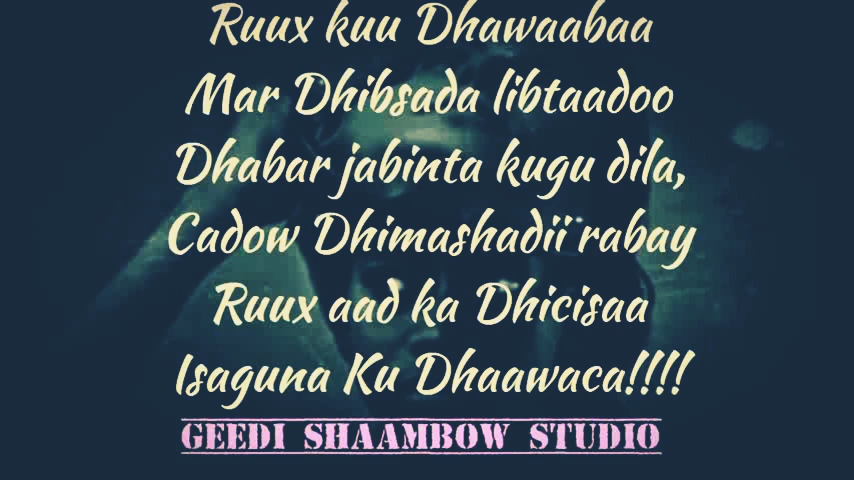 Ruux kuu Dhawaabaa
Mar Dhibsada libtaadoo
Dhabar jabinta kugu dila,
Cadow Dhimashadii rabay
Ruux aad ka Dhicisaa
Isaguna Ku Dhaawaca!!!!
GEEDI SHAAMBOW STUDIO